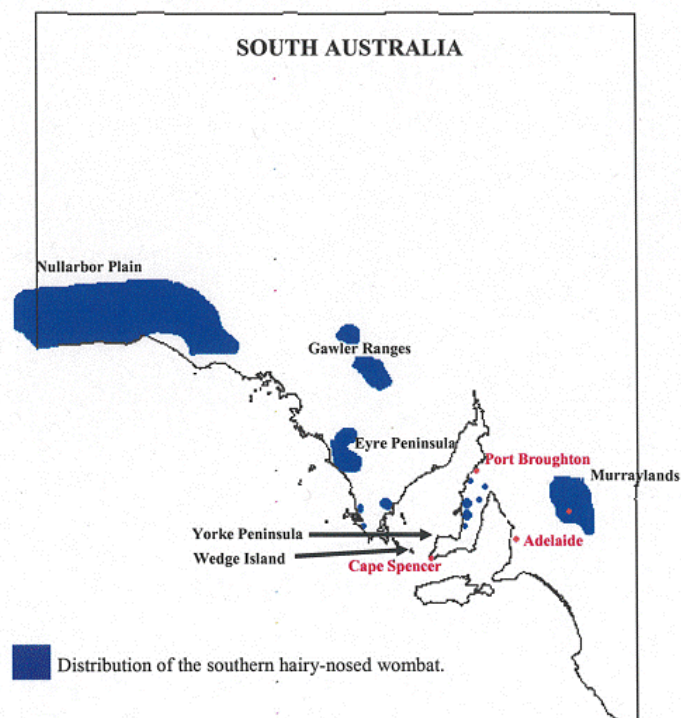 SOUTH AUSTRALIA
Nullarbor Plain
Gawler Ranges
Eyre Peninsula
Port Broughton
Murraylands
Yorke Peninsula
Adelaide
Wedge Island
Cape Spencer
Distribution of the southern hairy-nosed wombat.